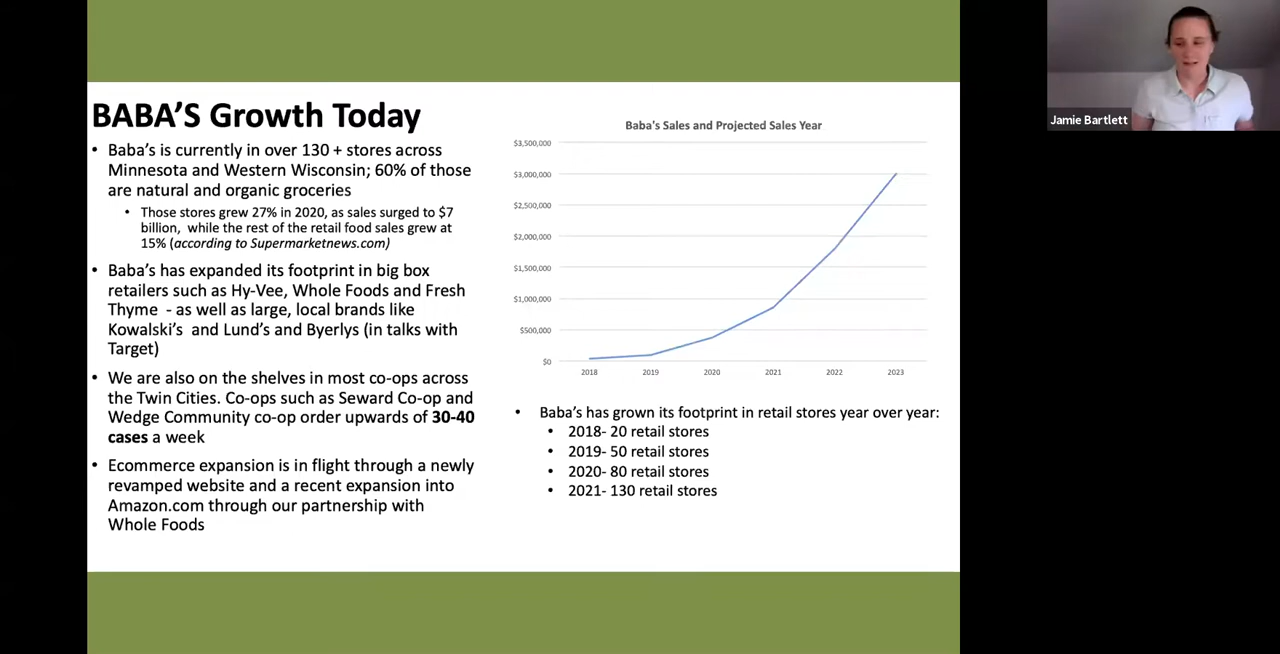 BABA'S Growth Today
• Baba's is currently in over 130 + stores across
Minnesota and Western Wisconsin; 60% of those
are natural and organic groceries
• Those stores grew 27% in 2020, as sales surged to $7
billion, while the rest of the retail food sales grew at
15% (according to Supermarketnews.com)
• Baba's has expanded its footprint in big box
retailers such as Hy-Vee, Whole Foods and Fresh
Thyme - as well as large, local brands like
Kowalski's and Lund's and Byerlys (in talks with
Target)
• We are also on the shelves in most co-ops across
the Twin Cities. Co-ops such as Seward Co-op and
Wedge Community co-op order upwards of 30-40
cases a week
• Ecommerce expansion is in flight through a newly
revamped website and a recent expansion into
Amazon.com through our partnership with
Whole Foods
Baba's Sales and Projected Sales Year
$3,500,000
$3,000,000
$2,500,000
$2,000,000
$1,500,000
$1,000,000
$500,000
$0
2018 2019 2020 2021 2022 2023
• Baba's has grown its footprint in retail stores year over year:
• 2018- 20 retail stores
• 2019- 50 retail stores
• 2020- 80 retail stores
• 2021- 130 retail stores
Jamie Bartlett